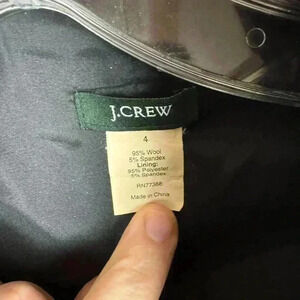 J.CREW
4
95% Wool
5% Spandex
Lining:
95% Polyester
5% Spandex
RN77388
Made in China